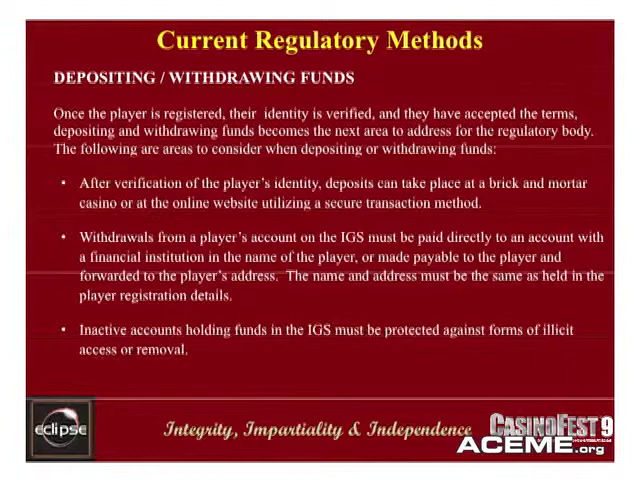 Current Regulatory Methods
DEPOSITING / WITHDRAWING FUNDS
Once the player is registered, their identity is verified, and they have accepted the terms,
depositing and withdrawing funds becomes the next area to address for the regulatory body.
The following are areas to consider when depositing or withdrawing funds:
• After verification of the player's identity, deposits can take place at a brick and mortar
casino or at the online website utilizing a secure transaction method.
• Withdrawals from a player's account on the IGS must be paid directly to an account with
a financial institution in the name of the player, or made payable to the player and
forwarded to the player's address. The name and address must be the same as held in the
player registration details.
• Inactive accounts holding funds in the IGS must be protected against forms of illicit
access or removal.
eclipse
Integrity, Impartiality & Independence
CASINOFEST 9
ACEME.org